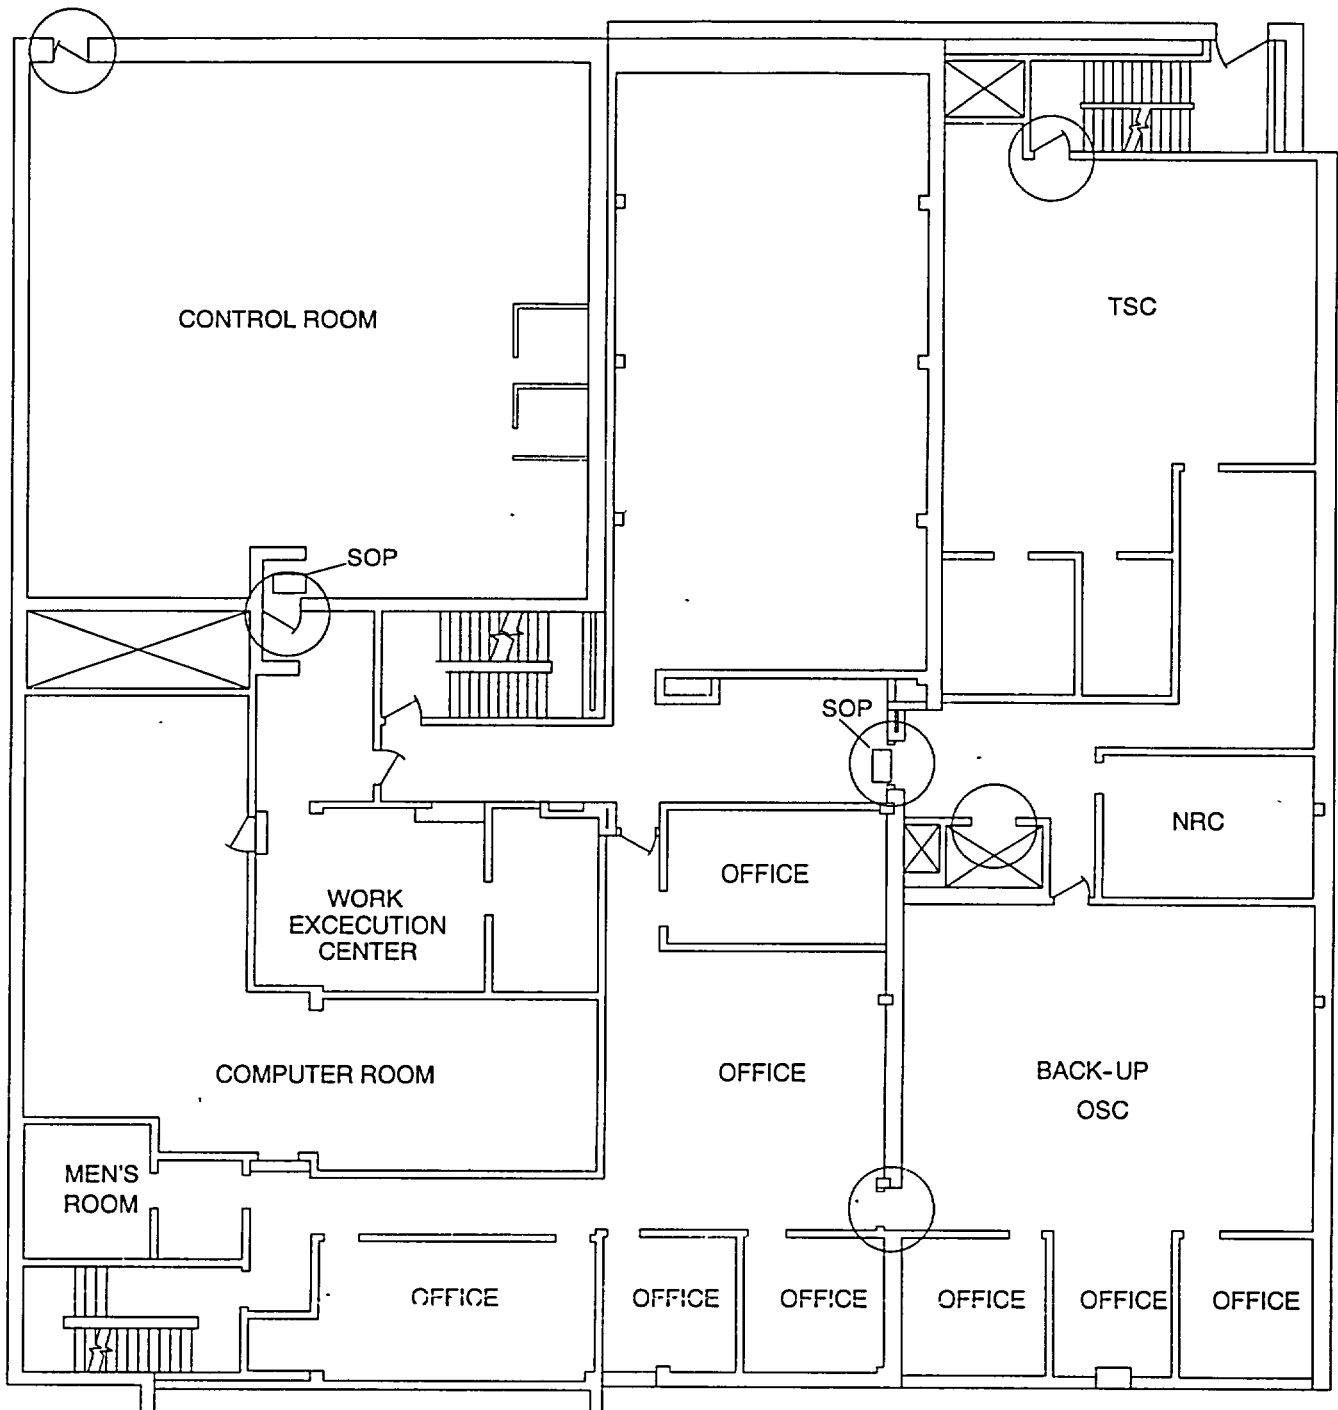 CONTROL ROOM
TSC
SOP
SOP
NRC
OFFICE
WORK
EXCECUTION
CENTER
COMPUTER ROOM
OFFICE
BACK-UP
OSC
MEN'S
ROOM
OFFICE
OFFICE
OFFICE
OFFICE
OFFICE
OFFICE